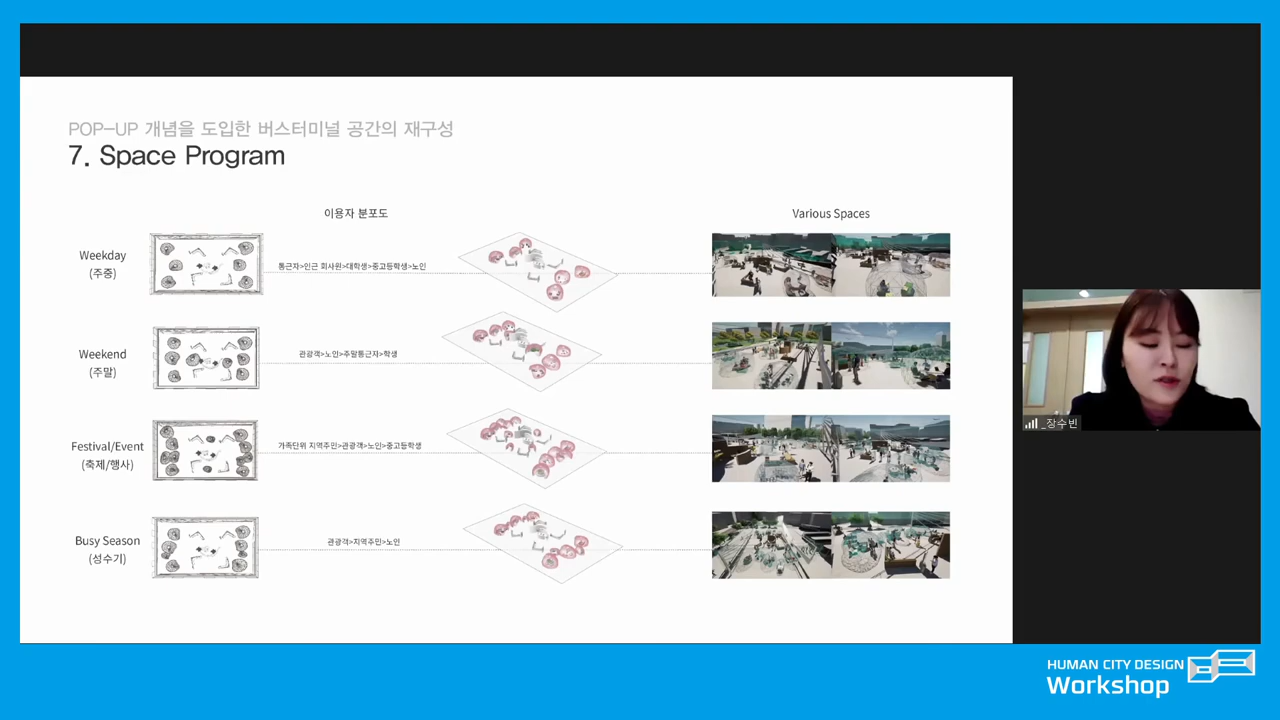 POP-UP 개념을 도입한 버스터미널 공간의 재구성
7. Space Program
이용자 분포도
Various Spaces
Weekday
(주중)
통근자>인근 회사원>대학생>중고등학생>노인
Weekend
(주말)
관광객>노인>주말통근자>학생
Festival/Event
(축제/행사)
가족단위 지역주민>관광객>노인>중고등학생
Busy Season
(성수기)
관광객>지역주민>노인
_장수빈
HUMAN CITY DESIGN
Workshop